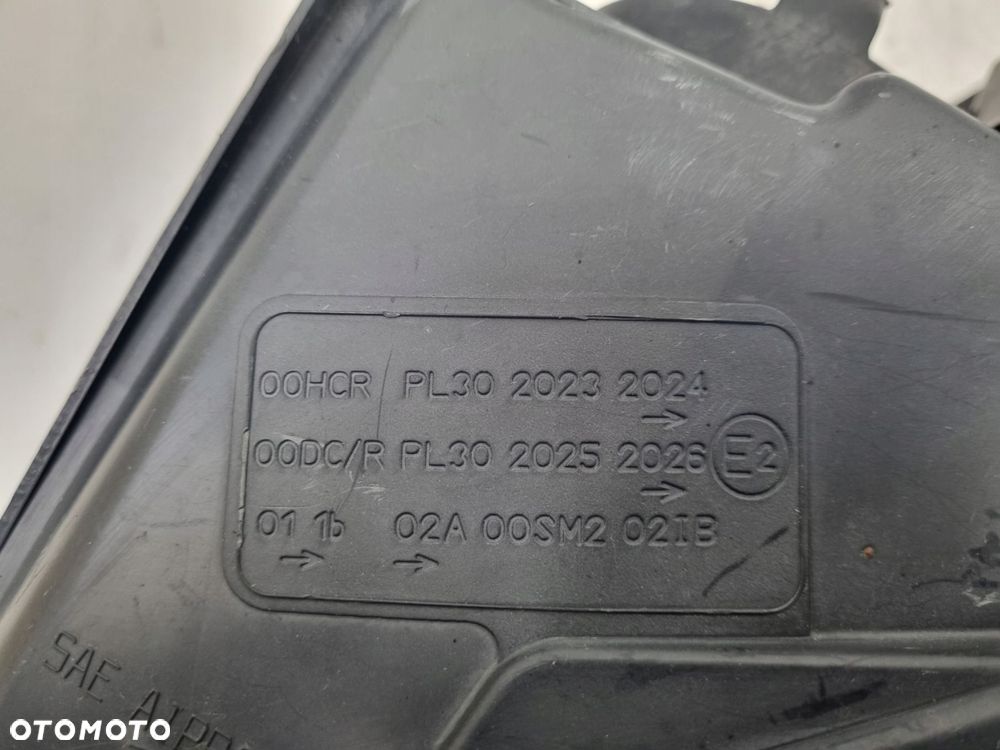 00HCR PL30 2023 2024
→
00DC/R PL30 2025 2026 E2
→
01 1b 02A 00SM2 02IB
→ →
SAE
OTOMOTO